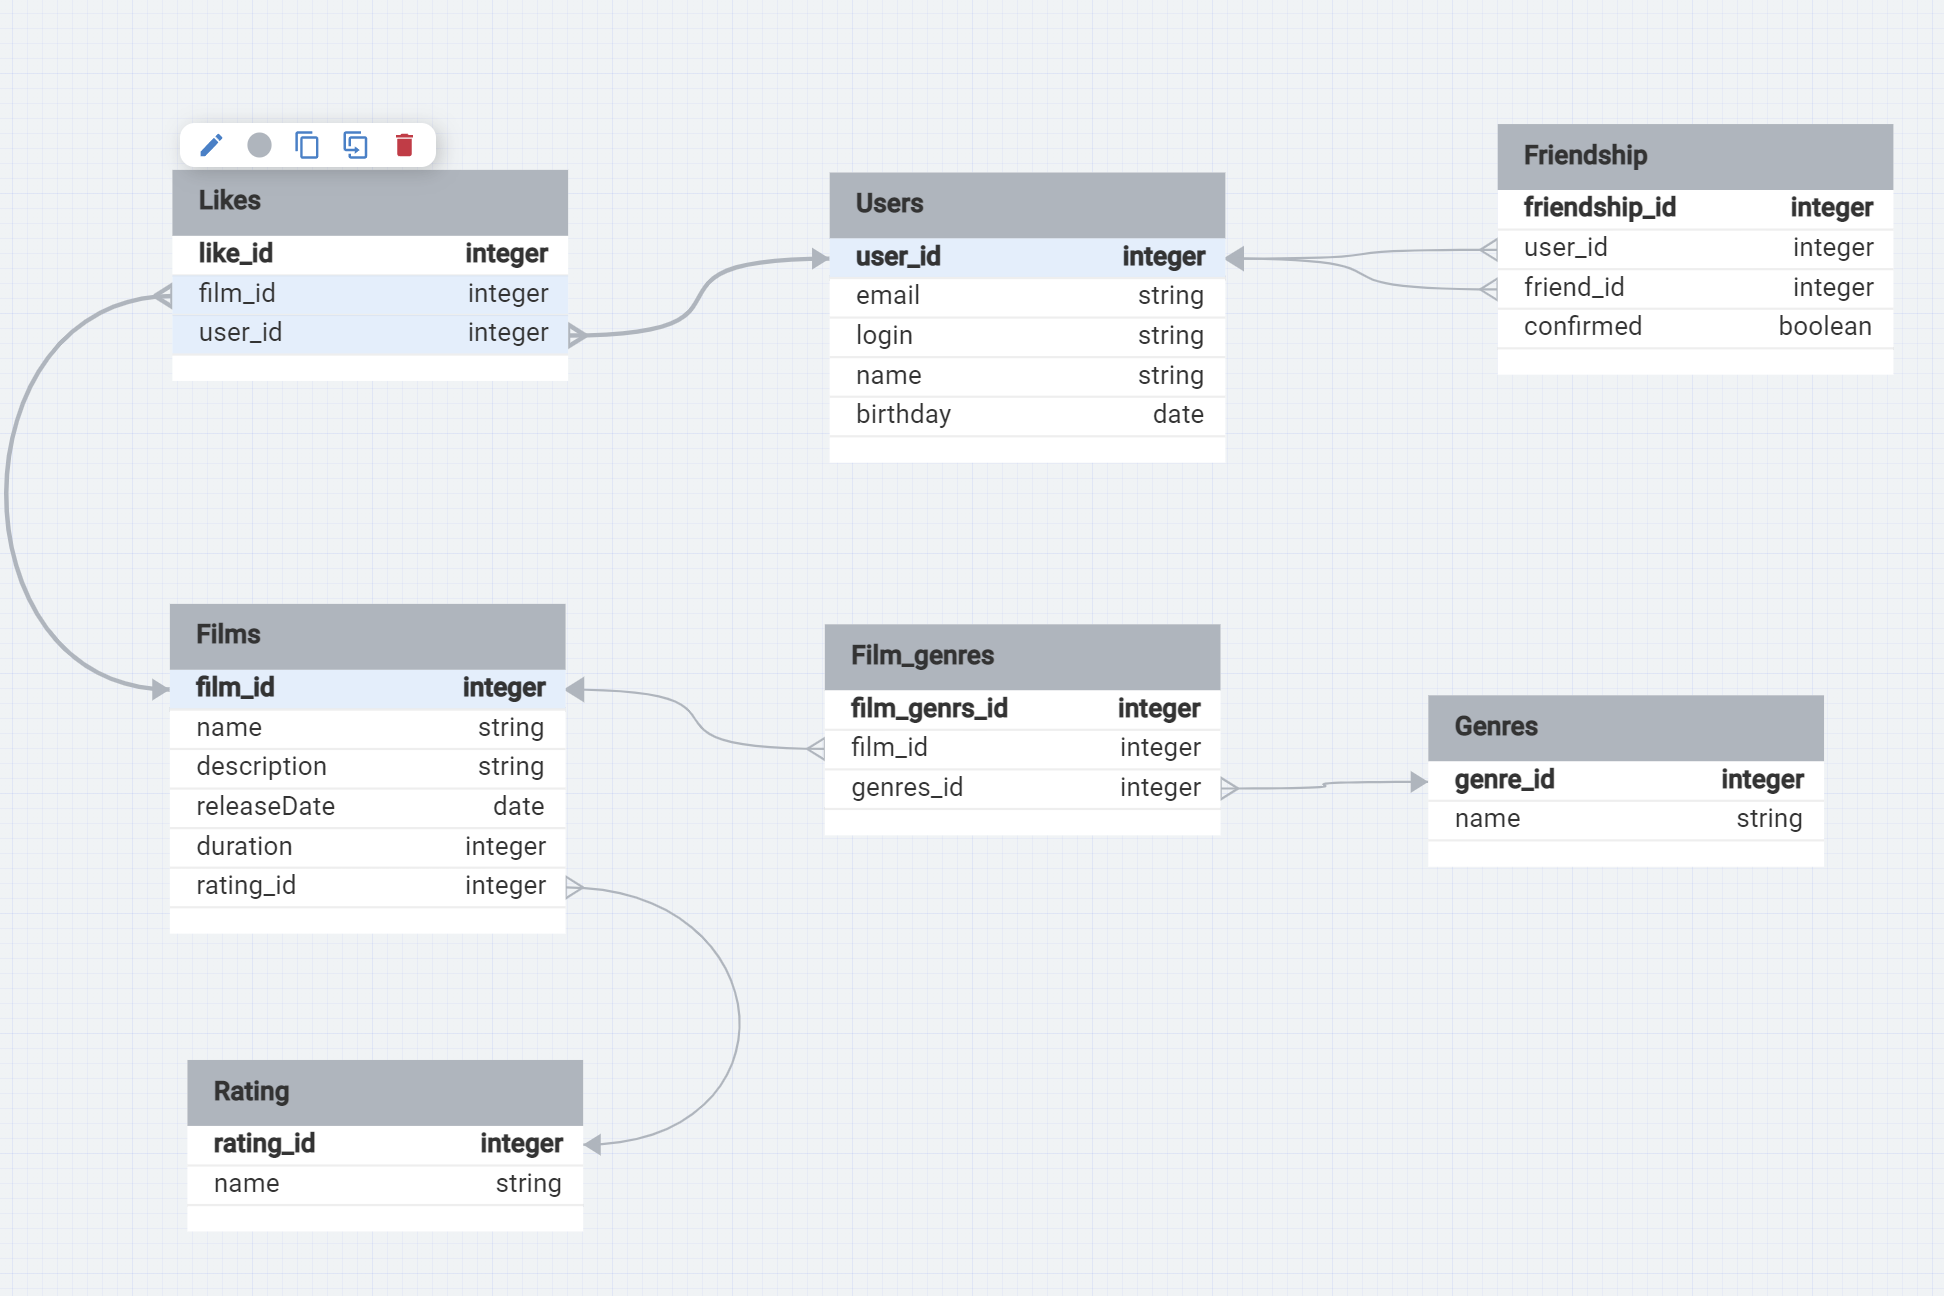 Likes
like_id integer
film_id integer
user_id integer
Users
user_id integer
email string
login string
name string
birthday date
Friendship
friendship_id integer
user_id integer
friend_id integer
confirmed boolean
Films
film_id integer
name string
description string
releaseDate date
duration integer
rating_id integer
Film_genres
film_genrs_id integer
film_id integer
genres_id integer
Genres
genre_id integer
name string
Rating
rating_id integer
name string